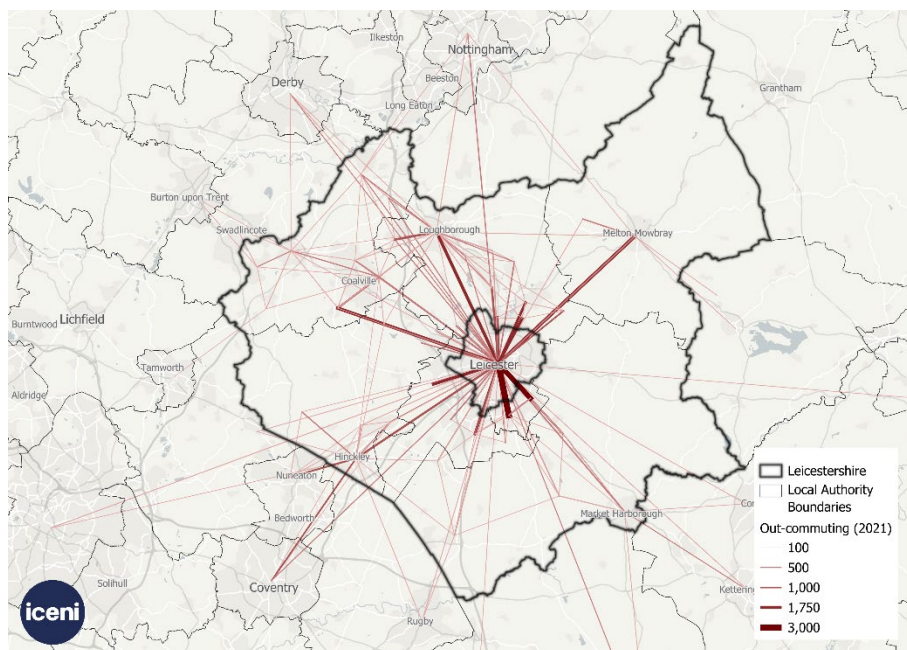 Ilkeston
Nottingham
Grantham
Derby
Beeston
Long Eaton
Burton upon Trent
Swadlincote
Loughborough
Melton Mowbray
Coalville
Burntwood
Lichfield
Tamworth
Leicester
Aldridge
Hinckley
Nuneaton
Bedworth
Market Harborough
Solihull
Coventry
Rugby
Kettering
Leicestershire
Local Authority
Boundaries
Out-commuting (2021)
100
500
1,000
1,750
3,000
iceni